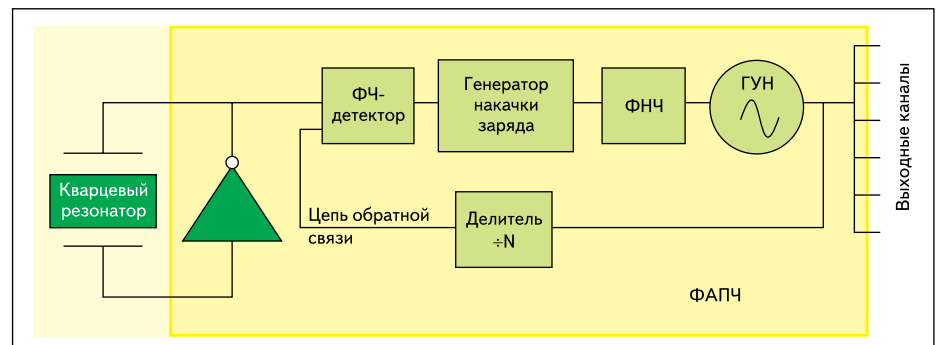 ФЧ-
детектор
Генератор
накачки
заряда
ФНЧ
ГУН
Выходные каналы
Кварцевый
резонатор
Цепь обратной
связи
Делитель
÷N
ФАПЧ